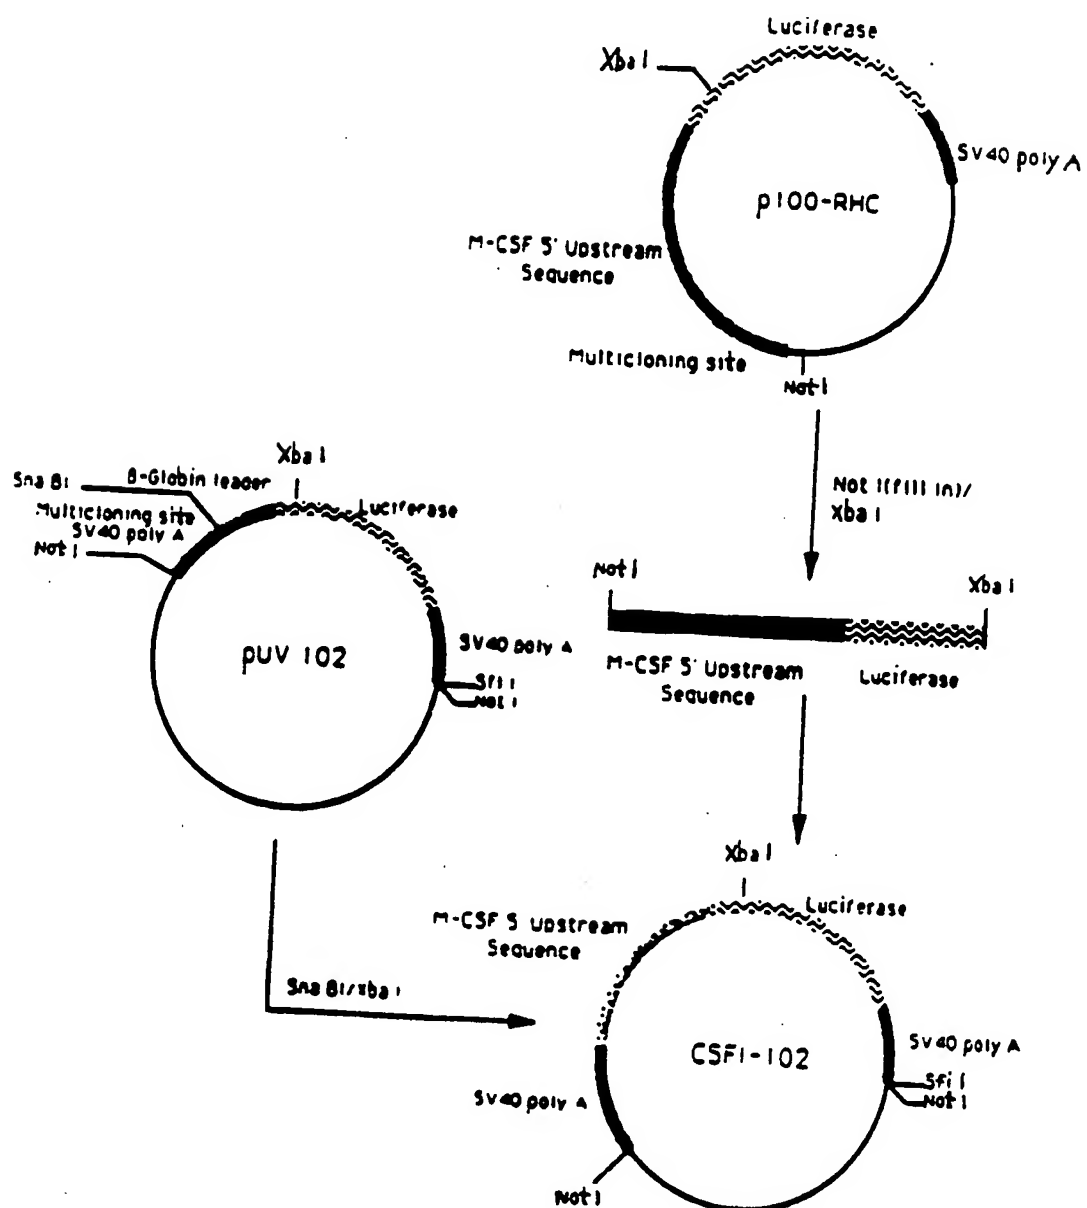 Luciferase
Xba I
SV40 poly A
p100-RHC
M-CSF 5' Upstream
Sequence
Multicloning site
Not I
Xba I
Sna BI
β-Globin leader
Luciferase
Multicloning site
SV40 poly A
Not I
Not I(fill in)/
Xba I
Not I
Xba I
pUV 102
SV40 poly A
Sfi I
Not I
M-CSF 5' Upstream
Sequence
Luciferase
Xba I
Luciferase
M-CSF 5' Upstream
Sequence
Sna BI/Xba I
CSF1-102
SV40 poly A
Sfi I
Not I
SV40 poly A
Not I